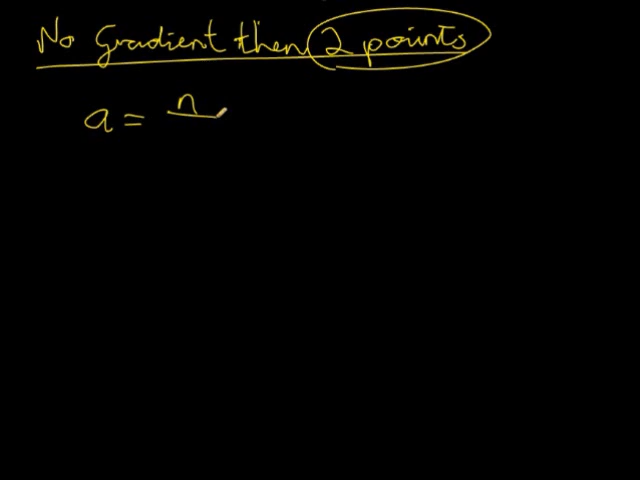 No Gradient then 2 points
a = n